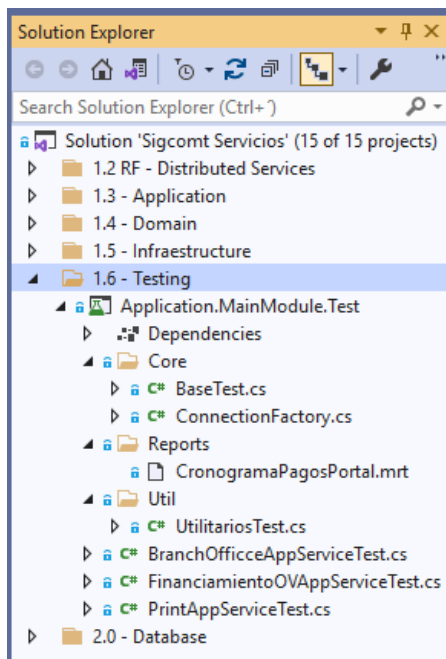 Solution Explorer
Search Solution Explorer (Ctrl+´)
Solution 'Sigcomt Servicios' (15 of 15 projects)
1.2 RF - Distributed Services
1.3 - Application
1.4 - Domain
1.5 - Infraestructure
1.6 - Testing
Application.MainModule.Test
Dependencies
Core
C# BaseTest.cs
C# ConnectionFactory.cs
Reports
CronogramaPagosPortal.mrt
Util
C# UtilitariosTest.cs
C# BranchOfficceAppServiceTest.cs
C# FinanciamientoOVAppServiceTest.cs
C# PrintAppServiceTest.cs
2.0 - Database